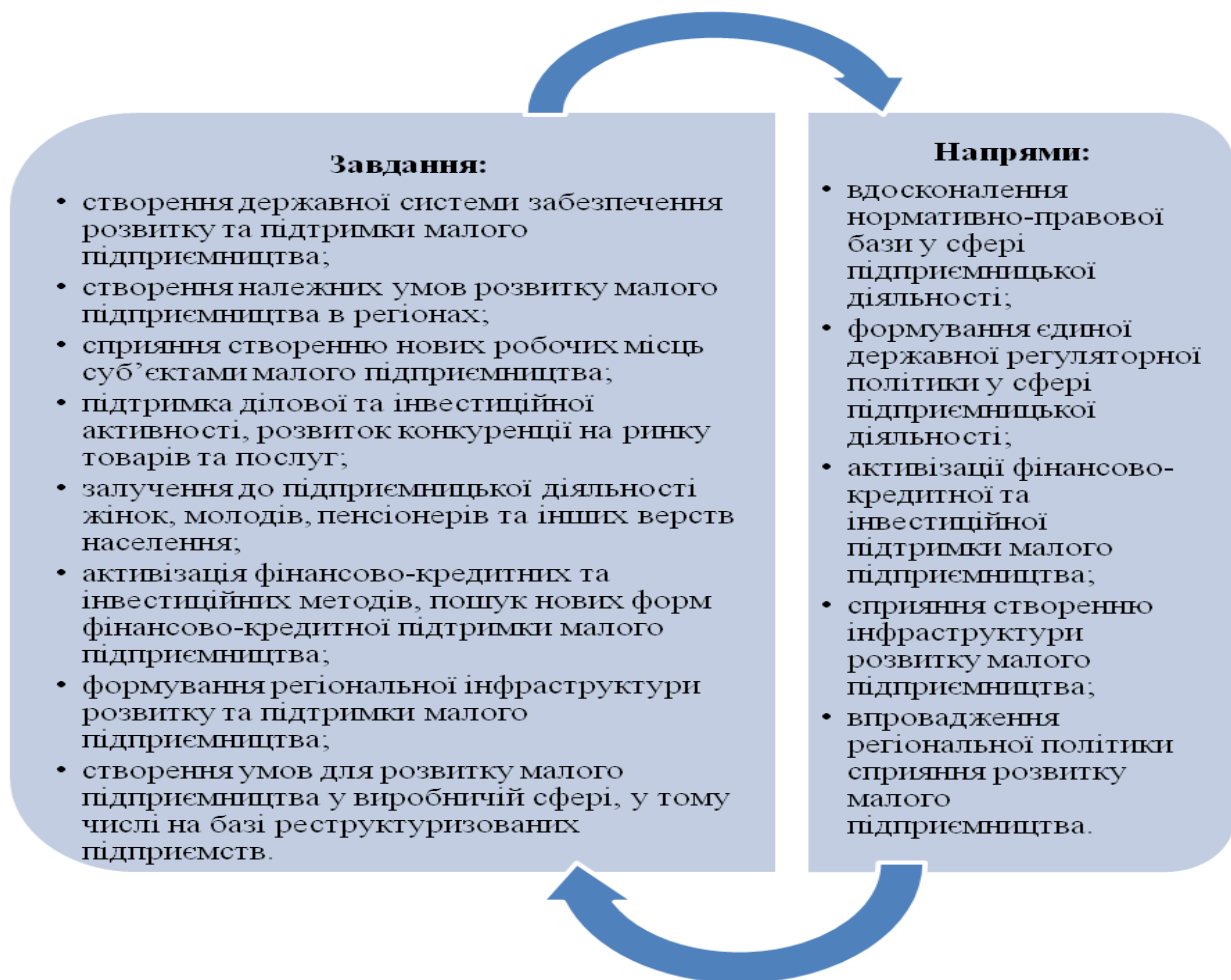 Завдання:
• створення державної системи забезпечення
розвитку та підтримки малого
підприємництва;
• створення належних умов розвитку малого
підприємництва в регіонах;
• сприяння створенню нових робочих місць
суб’єктами малого підприємництва;
• підтримка ділової та інвестиційної
активності, розвиток конкуренції на ринку
товарів та послуг;
• залучення до підприємницької діяльності
жінок, молодів, пенсіонерів та інших верств
населення;
• активізація фінансово-кредитних та
інвестиційних методів, пошук нових форм
фінансово-кредитної підтримки малого
підприємництва;
• формування регіональної інфраструктури
розвитку та підтримки малого
підприємництва;
• створення умов для розвитку малого
підприємництва у виробничій сфері, у тому
числі на базі реструктуризованих
підприємств.
Напрями:
• вдосконалення
нормативно-правової
бази у сфері
підприємницької
діяльності;
• формування єдиної
державної регуляторної
політики у сфері
підприємницької
діяльності;
• активізації фінансово-
кредитної та
інвестиційної
підтримки малого
підприємництва;
• сприяння створенню
інфраструктури
розвитку малого
підприємництва;
• впровадження
регіональної політики
сприяння розвитку
малого
підприємництва.